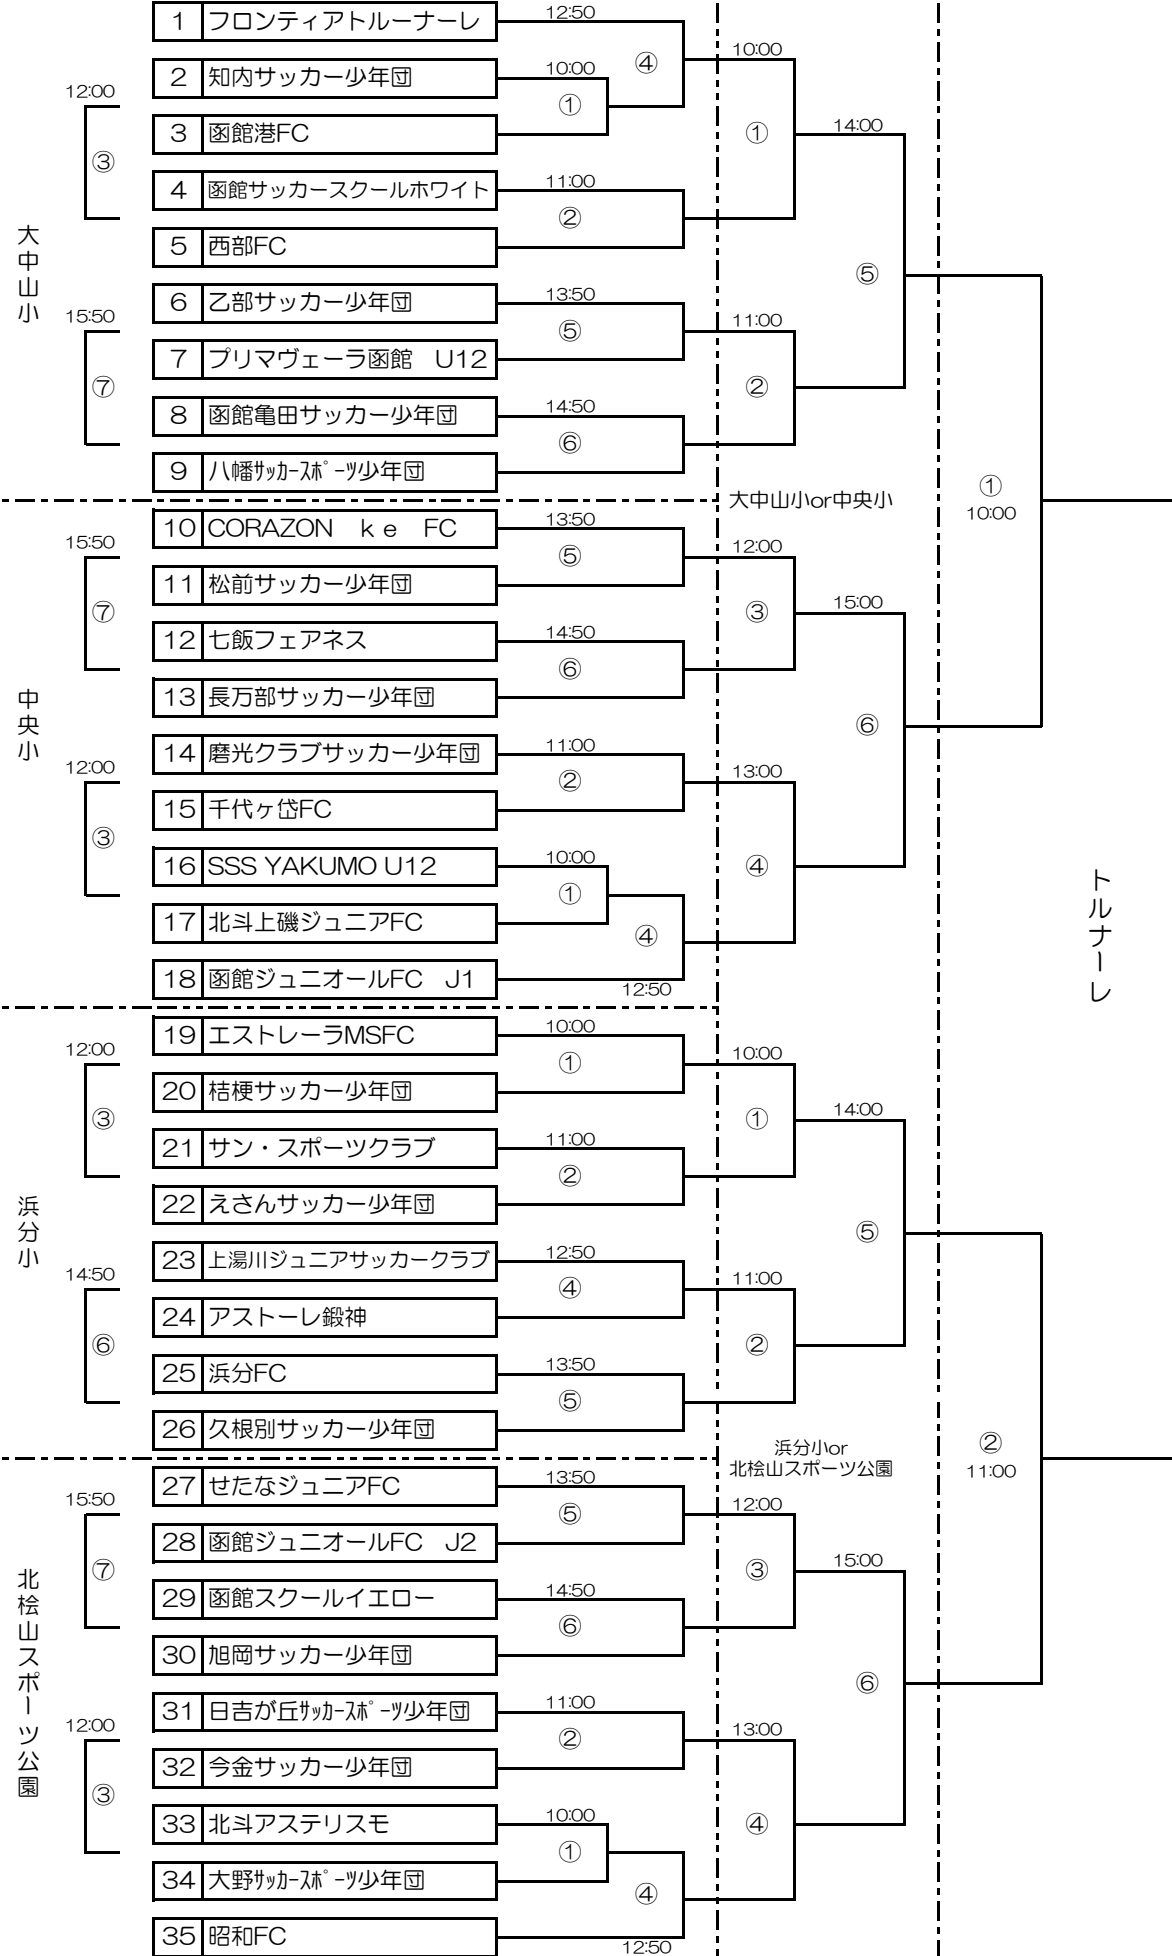 12:50
1 フロンティアトルーナーレ
④
10:00
10:00
2 知内サッカー少年団
12:00
①
14:00
3 函館港FC
①
③
11:00
4 函館サッカースクールホワイト
②
大中山小
5 西部FC
⑤
13:50
6 乙部サッカー少年団
15:50
⑤
11:00
7 プリマヴェーラ函館 U12
⑦
②
14:50
8 函館亀田サッカー少年団
⑥
9 八幡ｻｯｶｰｽﾎﾟｰﾂ少年団
①
10:00
大中山小or中央小
13:50
10 CORAZON ｋｅ FC
15:50
⑤
12:00
11 松前サッカー少年団
⑦
③
15:00
14:50
12 七飯フェアネス
⑥
13 長万部サッカー少年団
中央小
⑥
11:00
14 磨光クラブサッカー少年団
12:00
②
13:00
15 千代ヶ岱FC
③
10:00
16 SSS YAKUMO U12
④
①
17 北斗上磯ジュニアFC
④
トルナーレ
18 函館ジュニオールFC J1
12:50
10:00
19 エストレーラMSFC
12:00
①
10:00
20 桔梗サッカー少年団
③
①
14:00
11:00
21 サン・スポーツクラブ
②
22 えさんサッカー少年団
浜分小
⑤
12:50
23 上湯川ジュニアサッカークラブ
14:50
④
11:00
24 アストーレ鍛神
⑥
②
13:50
25 浜分FC
⑤
26 久根別サッカー少年団
②
11:00
浜分小or
北桧山スポーツ公園
13:50
27 せたなジュニアFC
15:50
⑤
12:00
28 函館ジュニオールFC J2
⑦
③
15:00
14:50
29 函館スクールイエロー
⑥
30 旭岡サッカー少年団
北桧山スポーツ公園
⑥
11:00
31 日吉が丘ｻｯｶｰｽﾎﾟｰﾂ少年団
12:00
②
13:00
32 今金サッカー少年団
③
10:00
33 北斗アステリスモ
④
①
34 大野ｻｯｶｰｽﾎﾟｰﾂ少年団
④
35 昭和FC
12:50